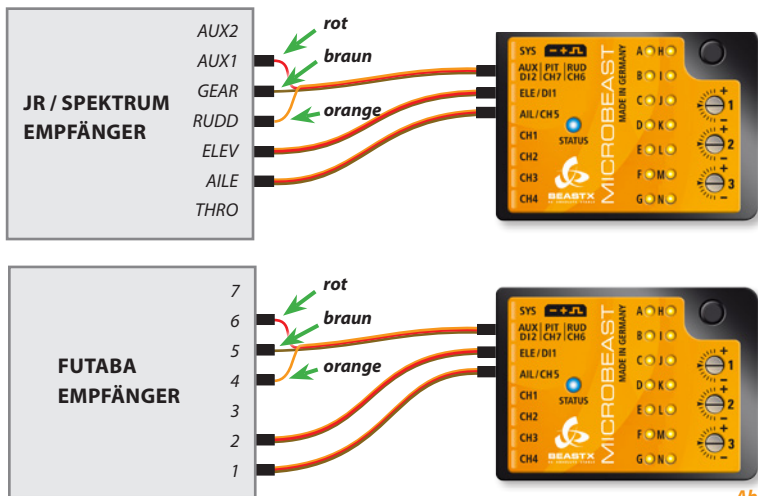 AUX2
AUX1
GEAR
RUDD
ELEV
AILE
THRO
JR / SPEKTRUM
EMPFÄNGER
rot
braun
orange
SYS
AUX | PIT | RUD
DI2 | CH7 | CH6
ELE/DI1
AIL/CH5
CH1
CH2
CH3
CH4
STATUS
BEASTX
MICROBEAST
MADE IN GERMANY
A H
B I
C J
D K
E L
F M
G N
+ 1 −
+ 2 −
+ 3 −
7
6
5
4
3
2
1
FUTABA
EMPFÄNGER
rot
braun
orange
SYS
AUX | PIT | RUD
DI2 | CH7 | CH6
ELE/DI1
AIL/CH5
CH1
CH2
CH3
CH4
STATUS
BEASTX
MICROBEAST
MADE IN GERMANY
A H
B I
C J
D K
E L
F M
G N
+ 1 −
+ 2 −
+ 3 −
Ab